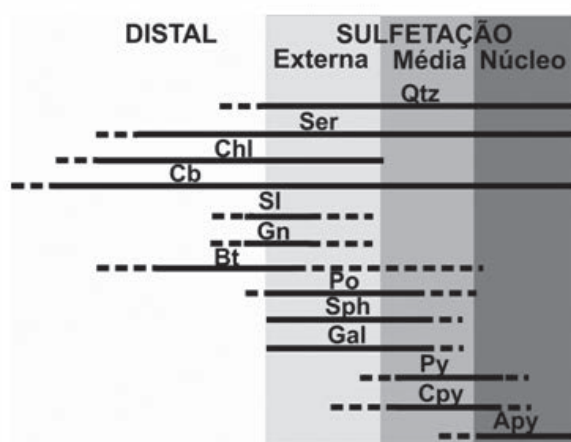 DISTAL SULFETAÇÃO
Externa Média Núcleo
Qtz
Ser
Chl
Cb
Sl
Gn
Bt
Po
Sph
Gal
Py
Cpy
Apy